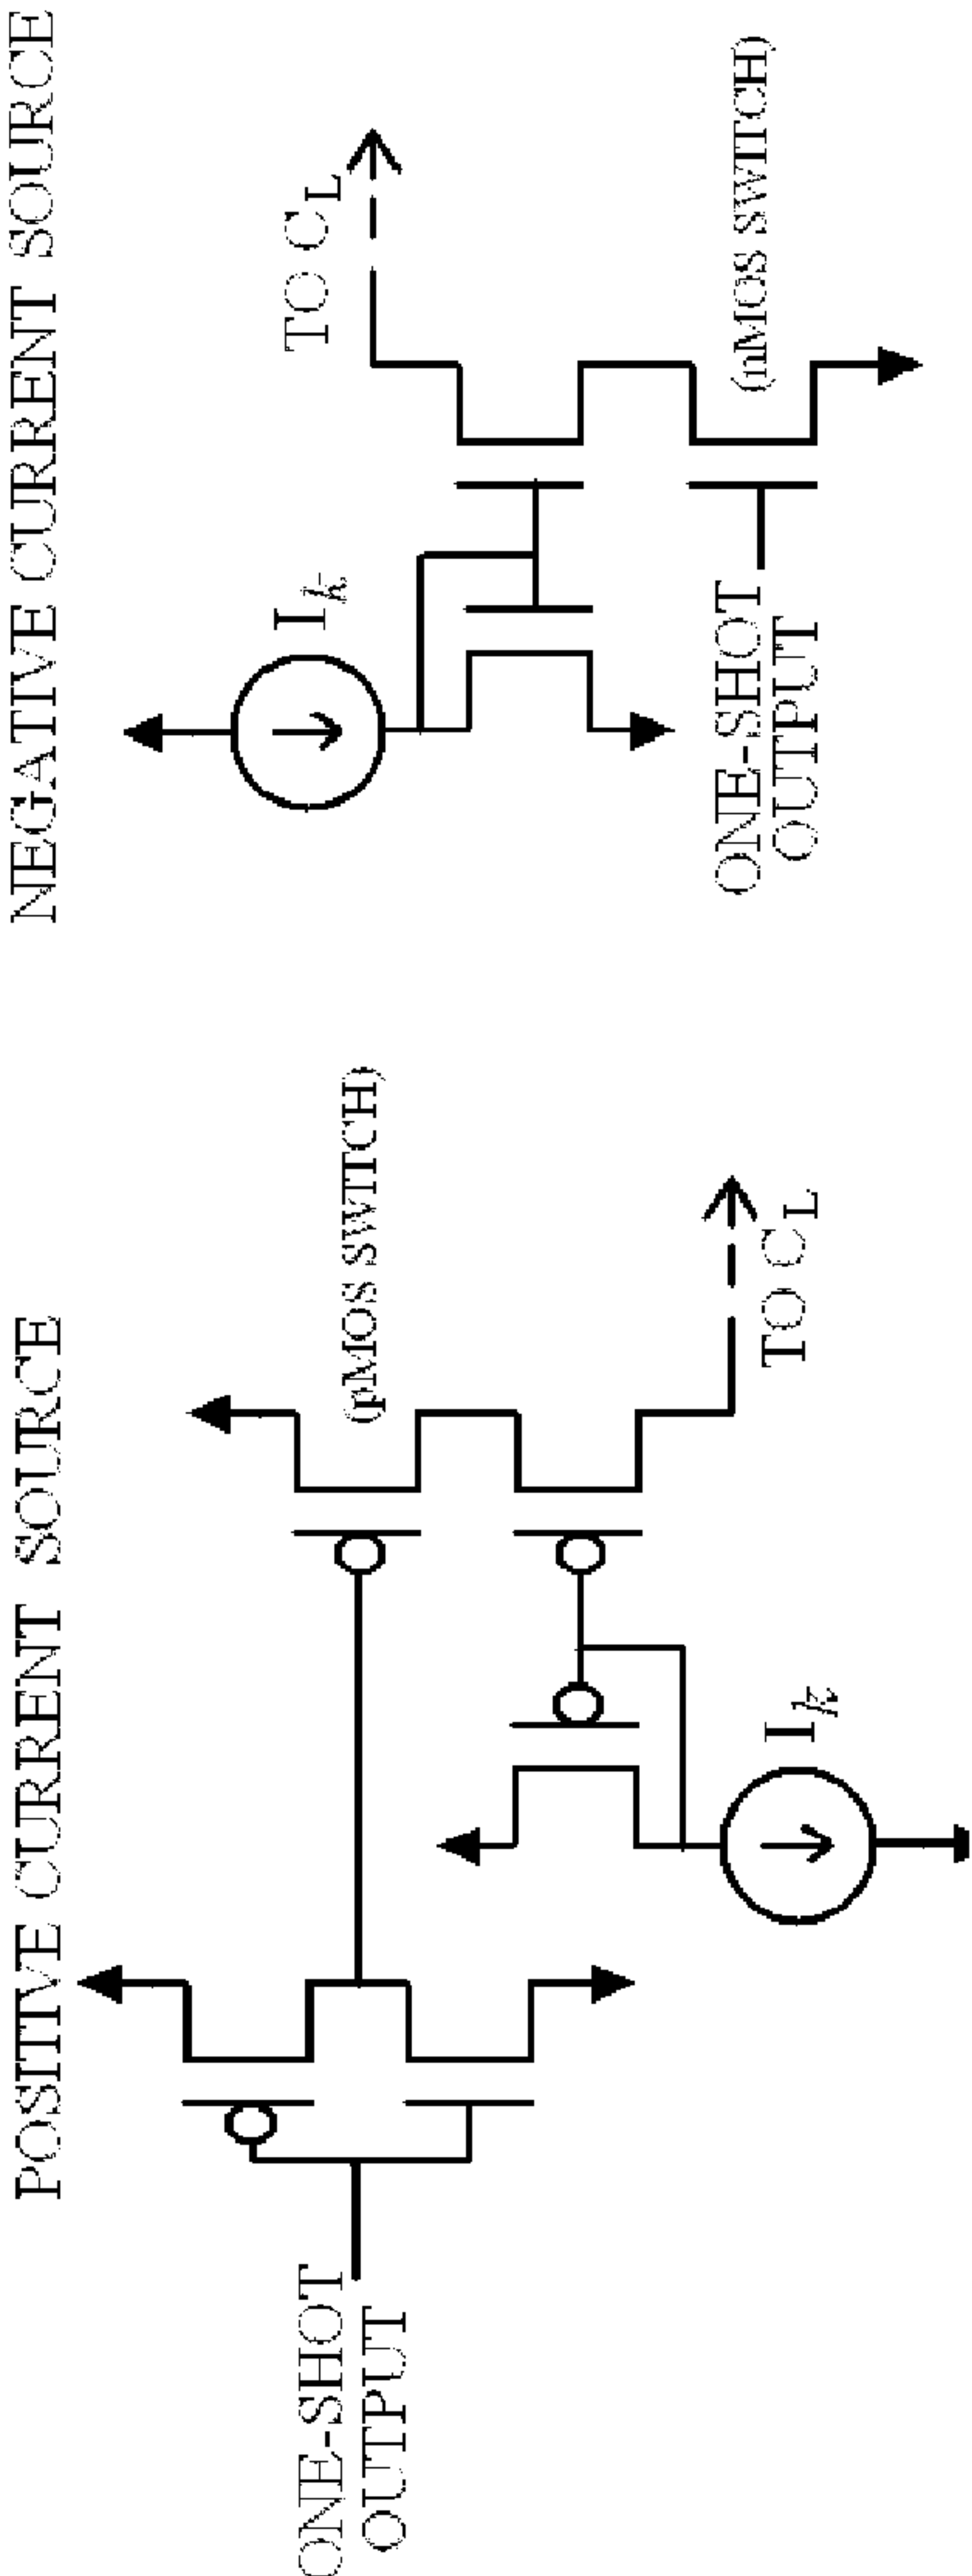 POSITIVE CURRENT SOURCE
(pMOS SWITCH)
ONE-SHOT
OUTPUT
I_k
TO C_L
NEGATIVE CURRENT SOURCE
I_k
TO C_L
(nMOS SWITCH)
ONE-SHOT
OUTPUT